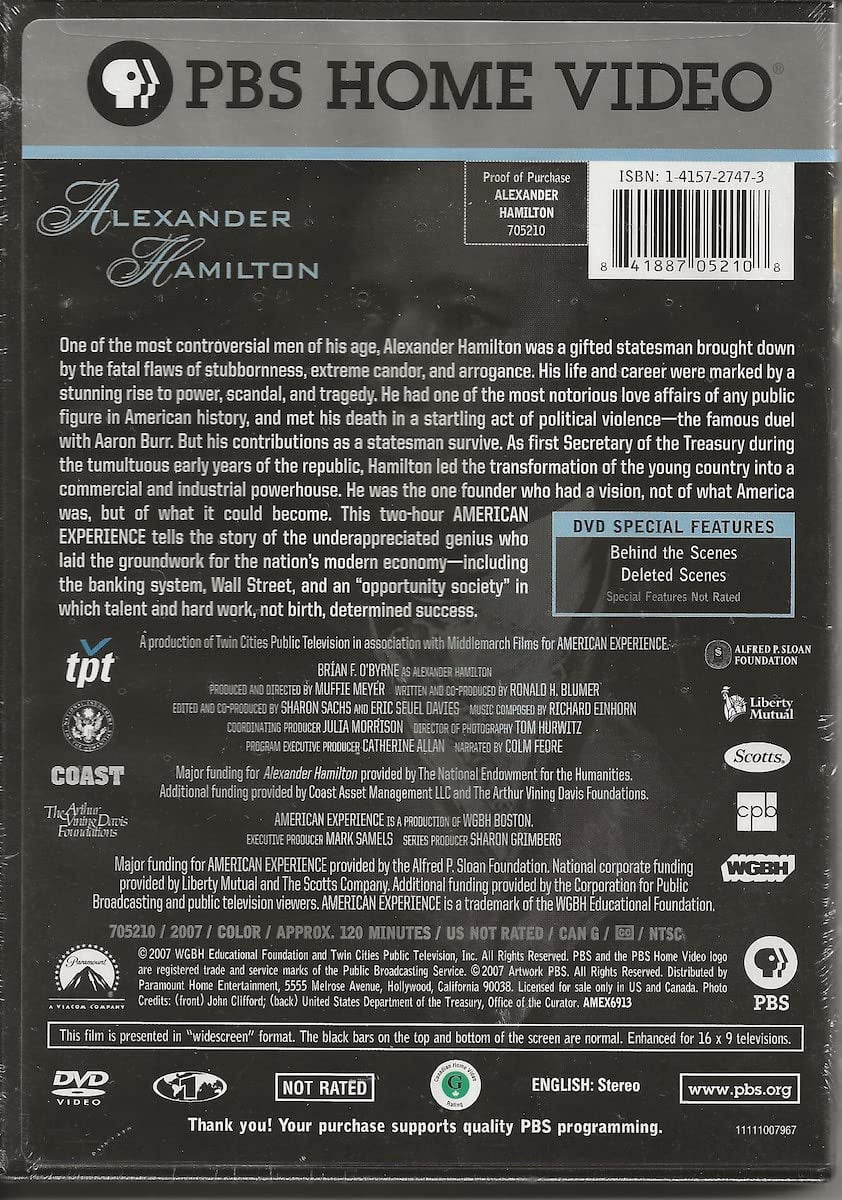 PBS HOME VIDEO®
Proof of Purchase
ALEXANDER
HAMILTON
705210
ISBN: 1-4157-2747-3
8 41887 05210 8
ALEXANDER
HAMILTON
One of the most controversial men of his age, Alexander Hamilton was a gifted statesman brought down
by the fatal flaws of stubbornness, extreme candor, and arrogance. His life and career were marked by a
stunning rise to power, scandal, and tragedy. He had one of the most notorious love affairs of any public
figure in American history, and met his death in a startling act of political violence—the famous duel
with Aaron Burr. But his contributions as a statesman survive. As first Secretary of the Treasury during
the tumultuous early years of the republic, Hamilton led the transformation of the young country into a
commercial and industrial powerhouse. He was the one founder who had a vision, not of what America
was, but of what it could become. This two-hour AMERICAN
EXPERIENCE tells the story of the underappreciated genius who
laid the groundwork for the nation's modern economy—including
the banking system, Wall Street, and an "opportunity society" in
which talent and hard work, not birth, determined success.
DVD SPECIAL FEATURES
Behind the Scenes
Deleted Scenes
Special Features Not Rated
tpt
A production of Twin Cities Public Television in association with Middlemarch Films for AMERICAN EXPERIENCE.
BRÍAN F. O'BYRNE AS ALEXANDER HAMILTON
PRODUCED AND DIRECTED BY MUFFIE MEYER WRITTEN AND CO-PRODUCED BY RONALD H. BLUMER
EDITED AND CO-PRODUCED BY SHARON SACHS AND ERIC SEUEL DAVIES MUSIC COMPOSED BY RICHARD EINHORN
COORDINATING PRODUCER JULIA MORRISON DIRECTOR OF PHOTOGRAPHY TOM HURWITZ
PROGRAM EXECUTIVE PRODUCER CATHERINE ALLAN NARRATED BY COLM FEORE
ALFRED P. SLOAN
FOUNDATION
Liberty
Mutual
Scotts.
cpb
WGBH
COAST
The Arthur
Vining Davis
Foundations
Major funding for Alexander Hamilton provided by The National Endowment for the Humanities.
Additional funding provided by Coast Asset Management LLC and The Arthur Vining Davis Foundations.
AMERICAN EXPERIENCE IS A PRODUCTION OF WGBH BOSTON.
EXECUTIVE PRODUCER MARK SAMELS SERIES PRODUCER SHARON GRIMBERG
Major funding for AMERICAN EXPERIENCE provided by the Alfred P. Sloan Foundation. National corporate funding
provided by Liberty Mutual and The Scotts Company. Additional funding provided by the Corporation for Public
Broadcasting and public television viewers. AMERICAN EXPERIENCE is a trademark of the WGBH Educational Foundation.
705210 / 2007 / COLOR / APPROX. 120 MINUTES / US NOT RATED / CAN G / CC / NTSC
Paramount
A VIACOM COMPANY
©2007 WGBH Educational Foundation and Twin Cities Public Television, Inc. All Rights Reserved. PBS and the PBS Home Video logo
are registered trade and service marks of the Public Broadcasting Service. ©2007 Artwork PBS. All Rights Reserved. Distributed by
Paramount Home Entertainment, 5555 Melrose Avenue, Hollywood, California 90038. Licensed for sale only in US and Canada. Photo
Credits: (front) John Clifford; (back) United States Department of the Treasury, Office of the Curator. AMEX6913
PBS
This film is presented in "widescreen" format. The black bars on the top and bottom of the screen are normal. Enhanced for 16 x 9 televisions.
DVD
VIDEO
1
NOT RATED
Canadian Home Video
G
Rating
ENGLISH: Stereo
www.pbs.org
Thank you! Your purchase supports quality PBS programming.
11111007967